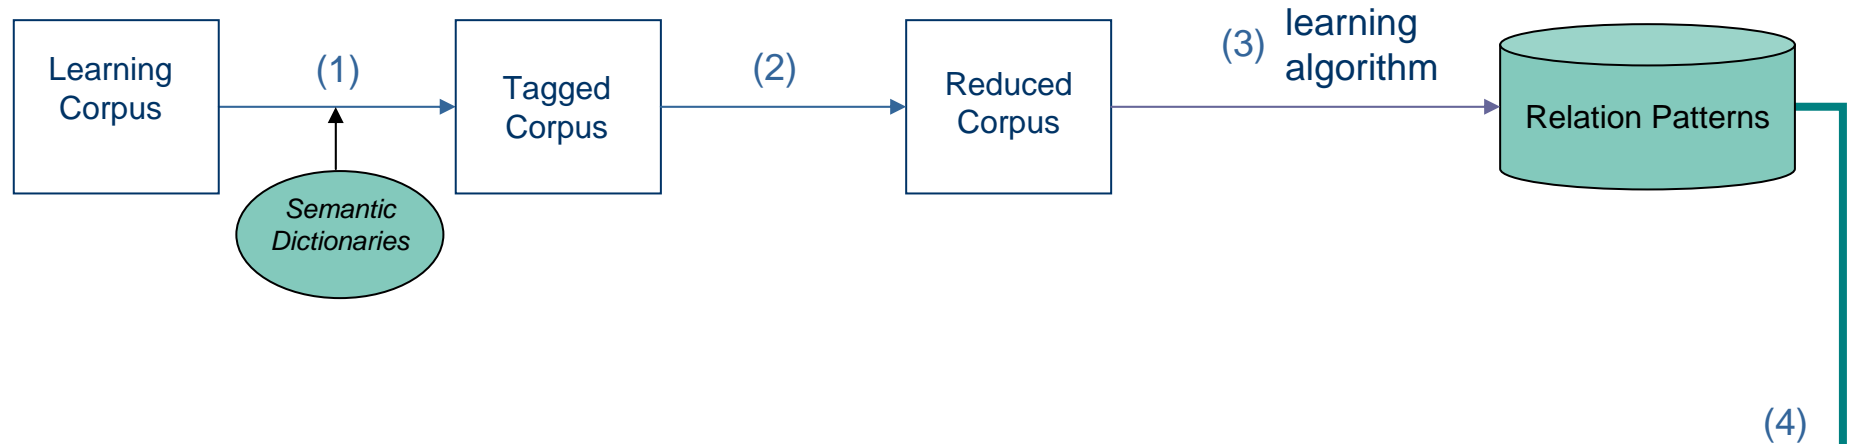 Learning
Corpus
(1)
Semantic
Dictionaries
Tagged
Corpus
(2)
Reduced
Corpus
(3)
learning
algorithm
Relation Patterns
(4)